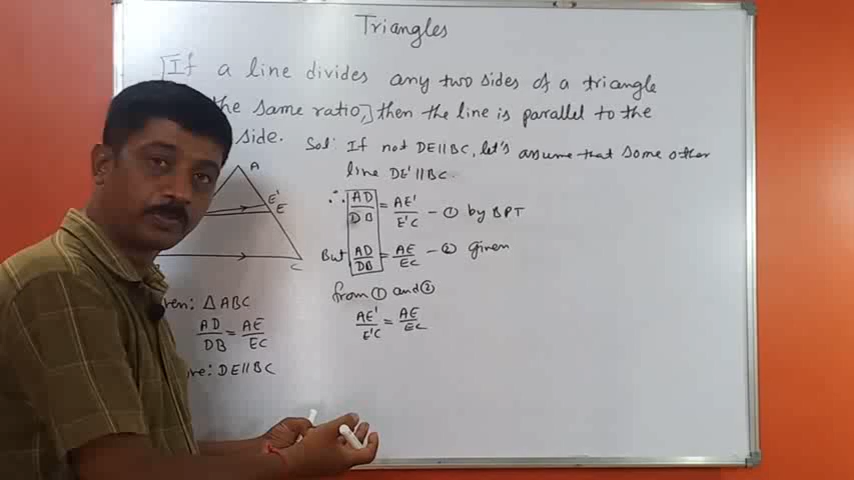 Triangles
If a line divides any two sides of a triangle
the same ratio, then the line is parallel to the
side.
Sol: If not DE||BC, let's assume that some other
line DE'||BC.
A
E'
E
C
∴ AD/DB = AE'/E'C - ① by BPT
But AD/DB = AE/EC - ② given
from ① and ②
AE'/E'C = AE/EC
: △ABC
AD/DB = AE/EC
: DE||BC